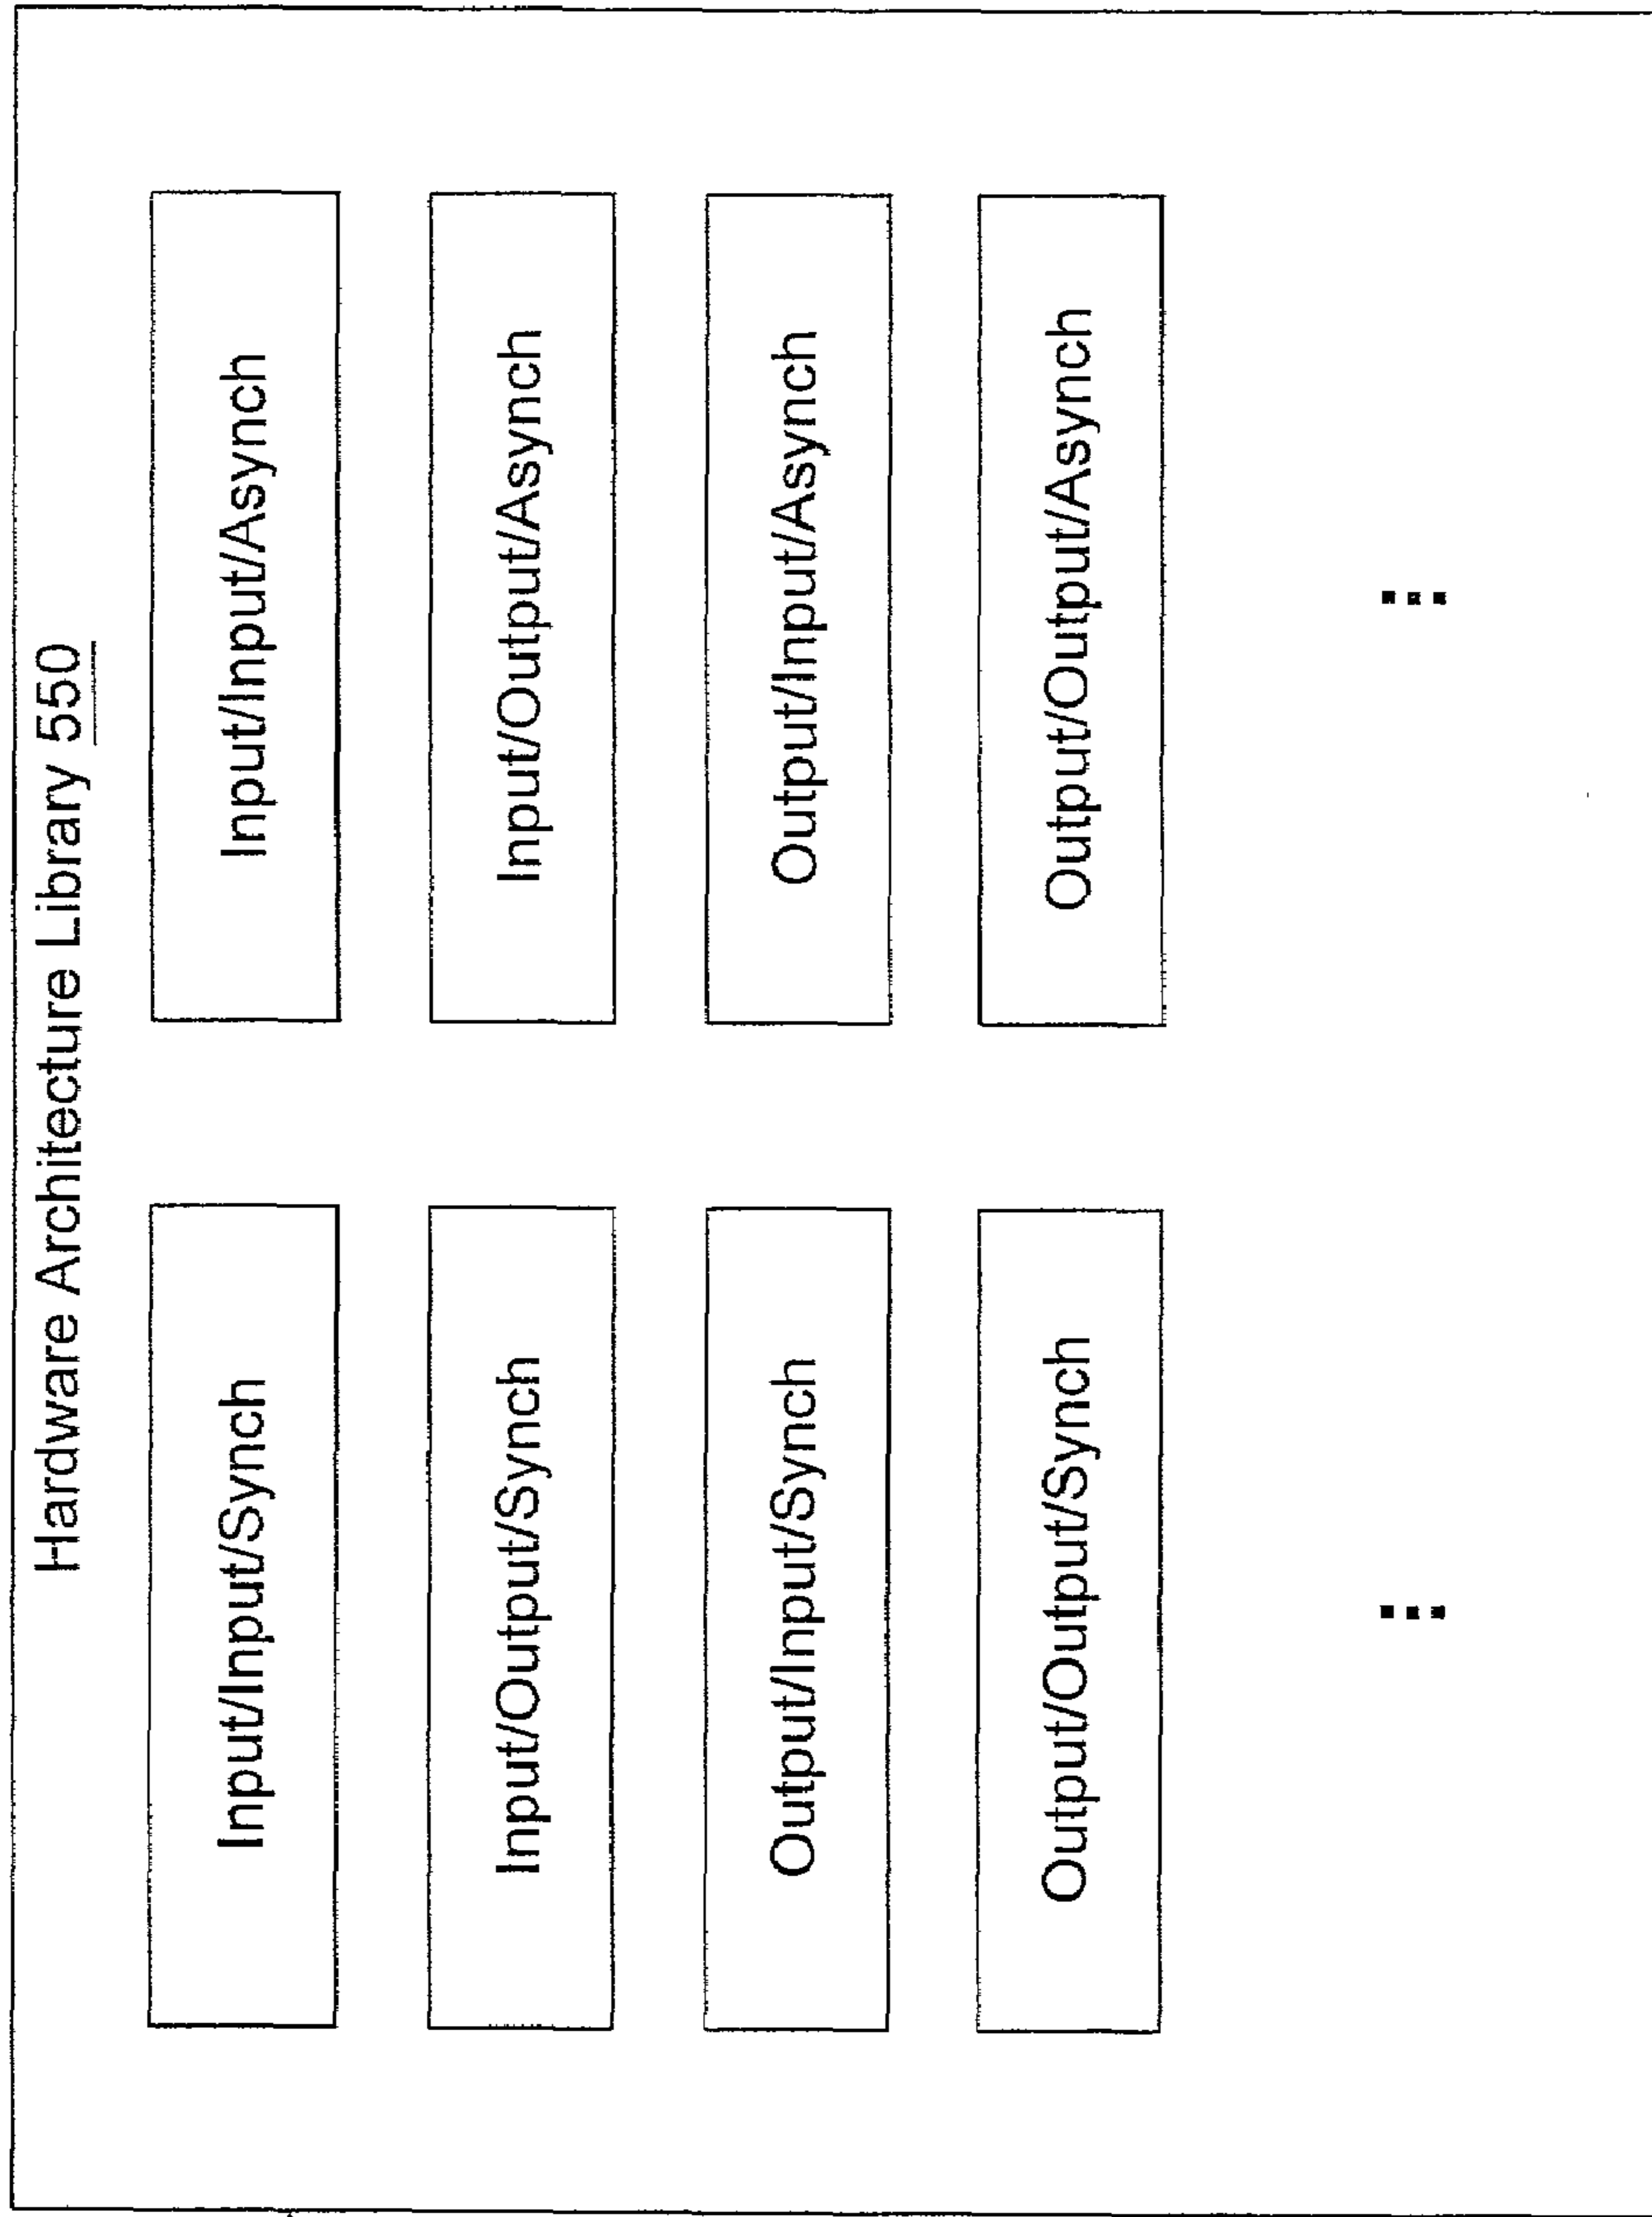 Hardware Architecture Library 550
Input/Input/Synch
Input/Input/Asynch
Input/Output/Synch
Input/Output/Asynch
Output/Input/Synch
Output/Input/Asynch
Output/Output/Synch
Output/Output/Asynch
...
...